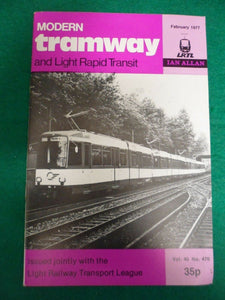 MODERN
tramway
and Light Rapid Transit
February 1977
LRTL
IAN ALLAN
Issued jointly with the
Light Railway Transport League
Vol. 40 No. 470
35p